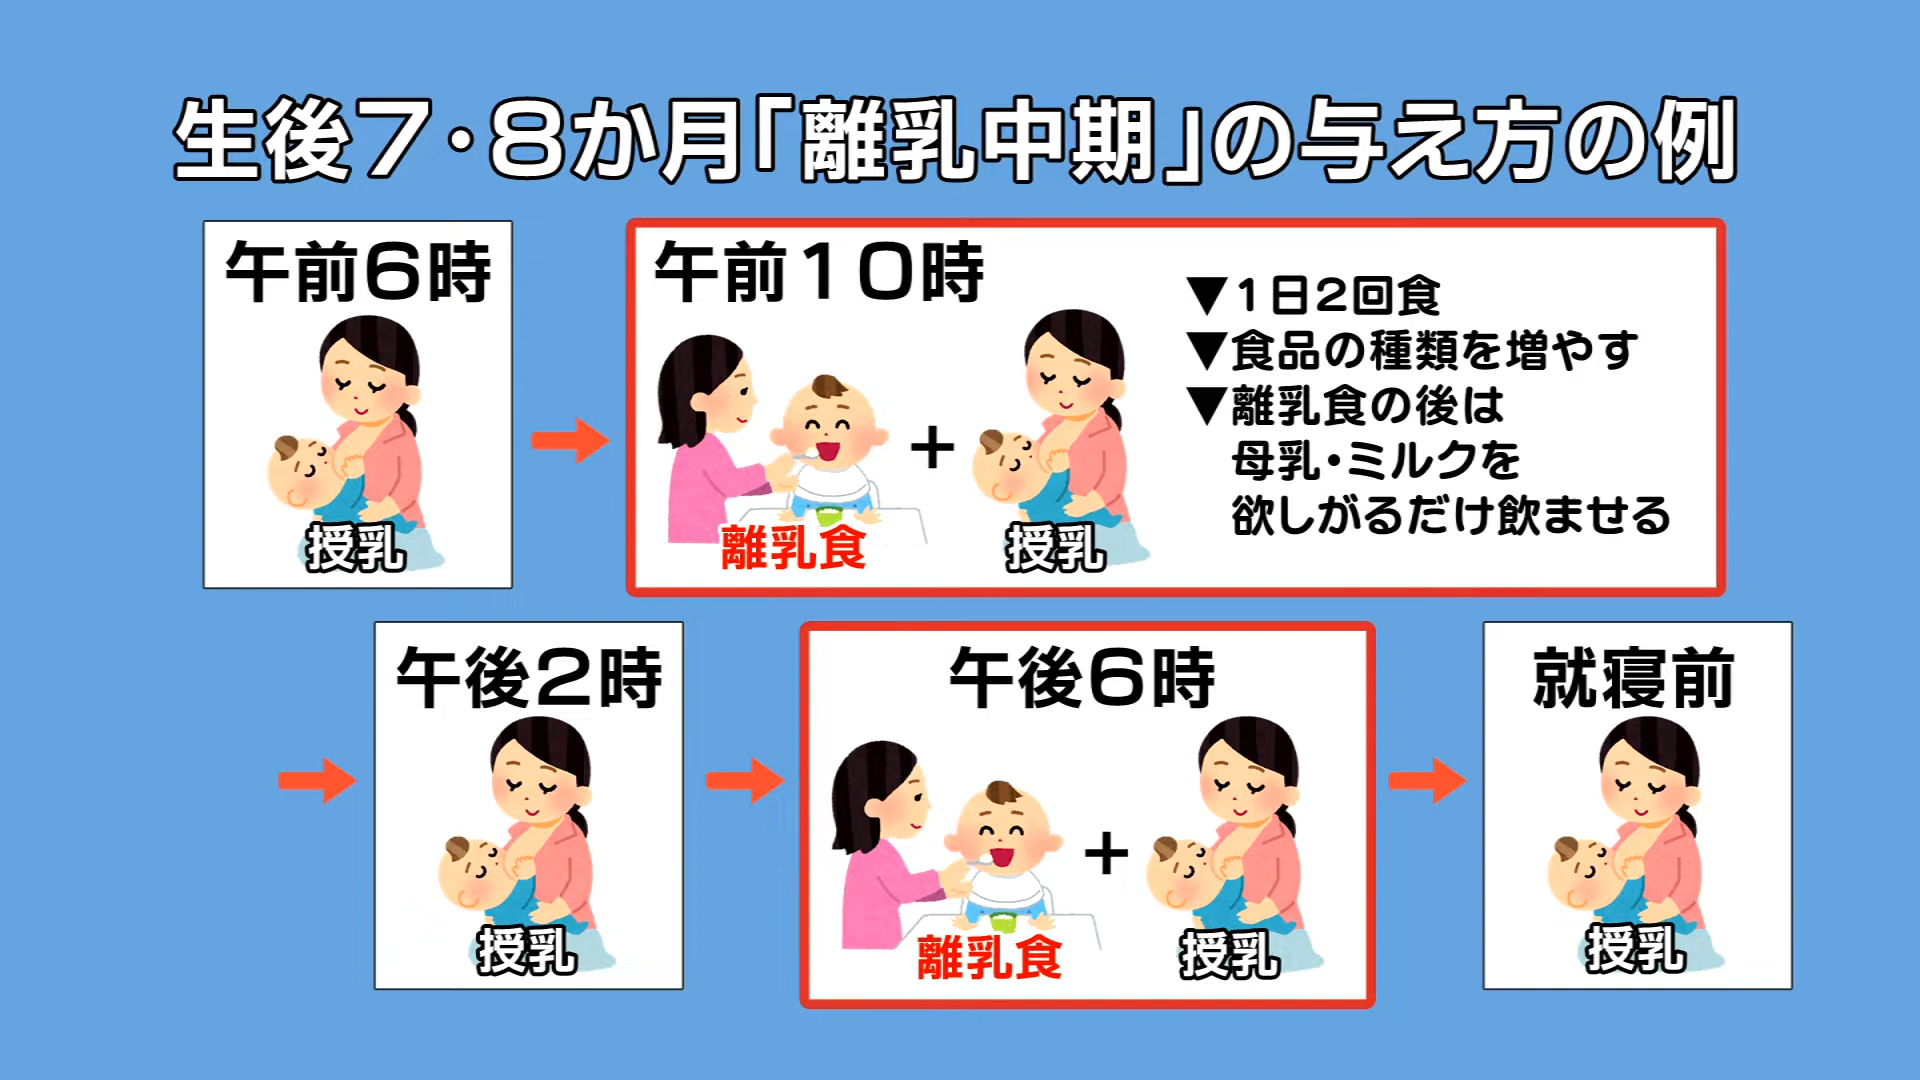 生後7・8か月「離乳中期」の与え方の例
午前6時
授乳
午前10時
離乳食
+
授乳
▼1日2回食
▼食品の種類を増やす
▼離乳食の後は
母乳・ミルクを
欲しがるだけ飲ませる
午後2時
授乳
午後6時
離乳食
+
授乳
就寝前
授乳